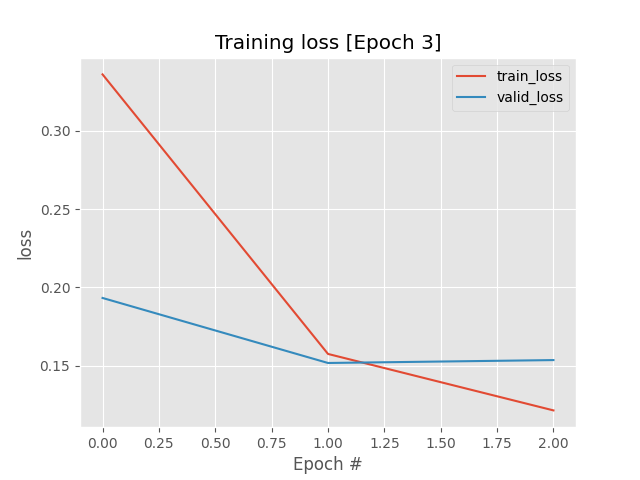 Training loss [Epoch 3]
train_loss
valid_loss
0.30
0.25
0.20
0.15
loss
0.00 0.25 0.50 0.75 1.00 1.25 1.50 1.75 2.00
Epoch #